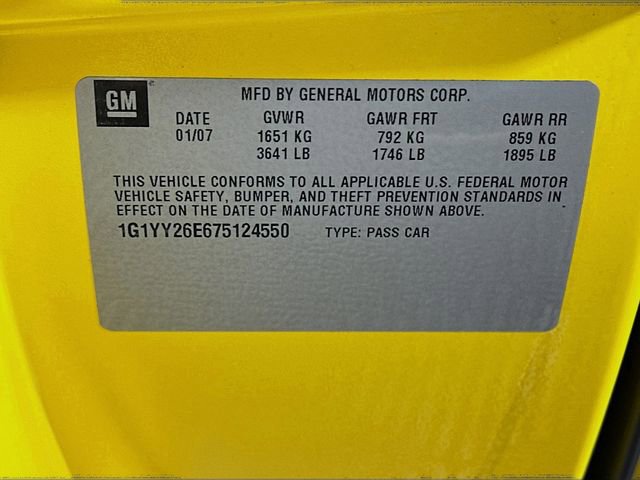 GM MFD BY GENERAL MOTORS CORP.
DATE GVWR GAWR FRT GAWR RR
01/07 1651 KG 792 KG 859 KG
3641 LB 1746 LB 1895 LB
THIS VEHICLE CONFORMS TO ALL APPLICABLE U.S. FEDERAL MOTOR
VEHICLE SAFETY, BUMPER, AND THEFT PREVENTION STANDARDS IN
EFFECT ON THE DATE OF MANUFACTURE SHOWN ABOVE.
1G1YY26E675124550 TYPE: PASS CAR